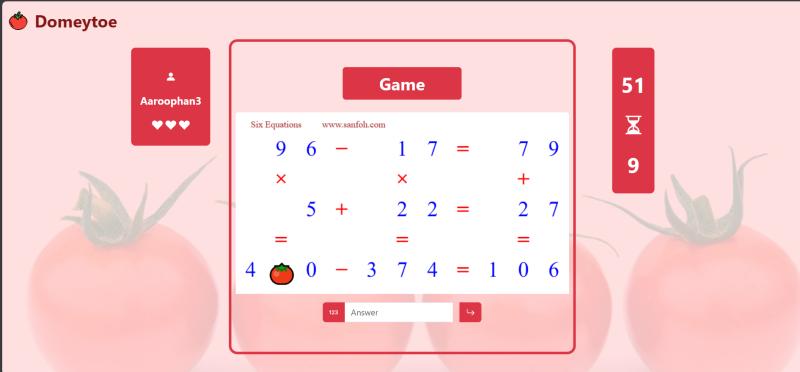 Domeytoe
Aaroophan3
Game
51
9
Six Equations www.sanfoh.com
9 6 − 1 7 = 7 9
× × +
5 + 2 2 = 2 7
= = =
4 0 − 3 7 4 = 1 0 6
123 Answer